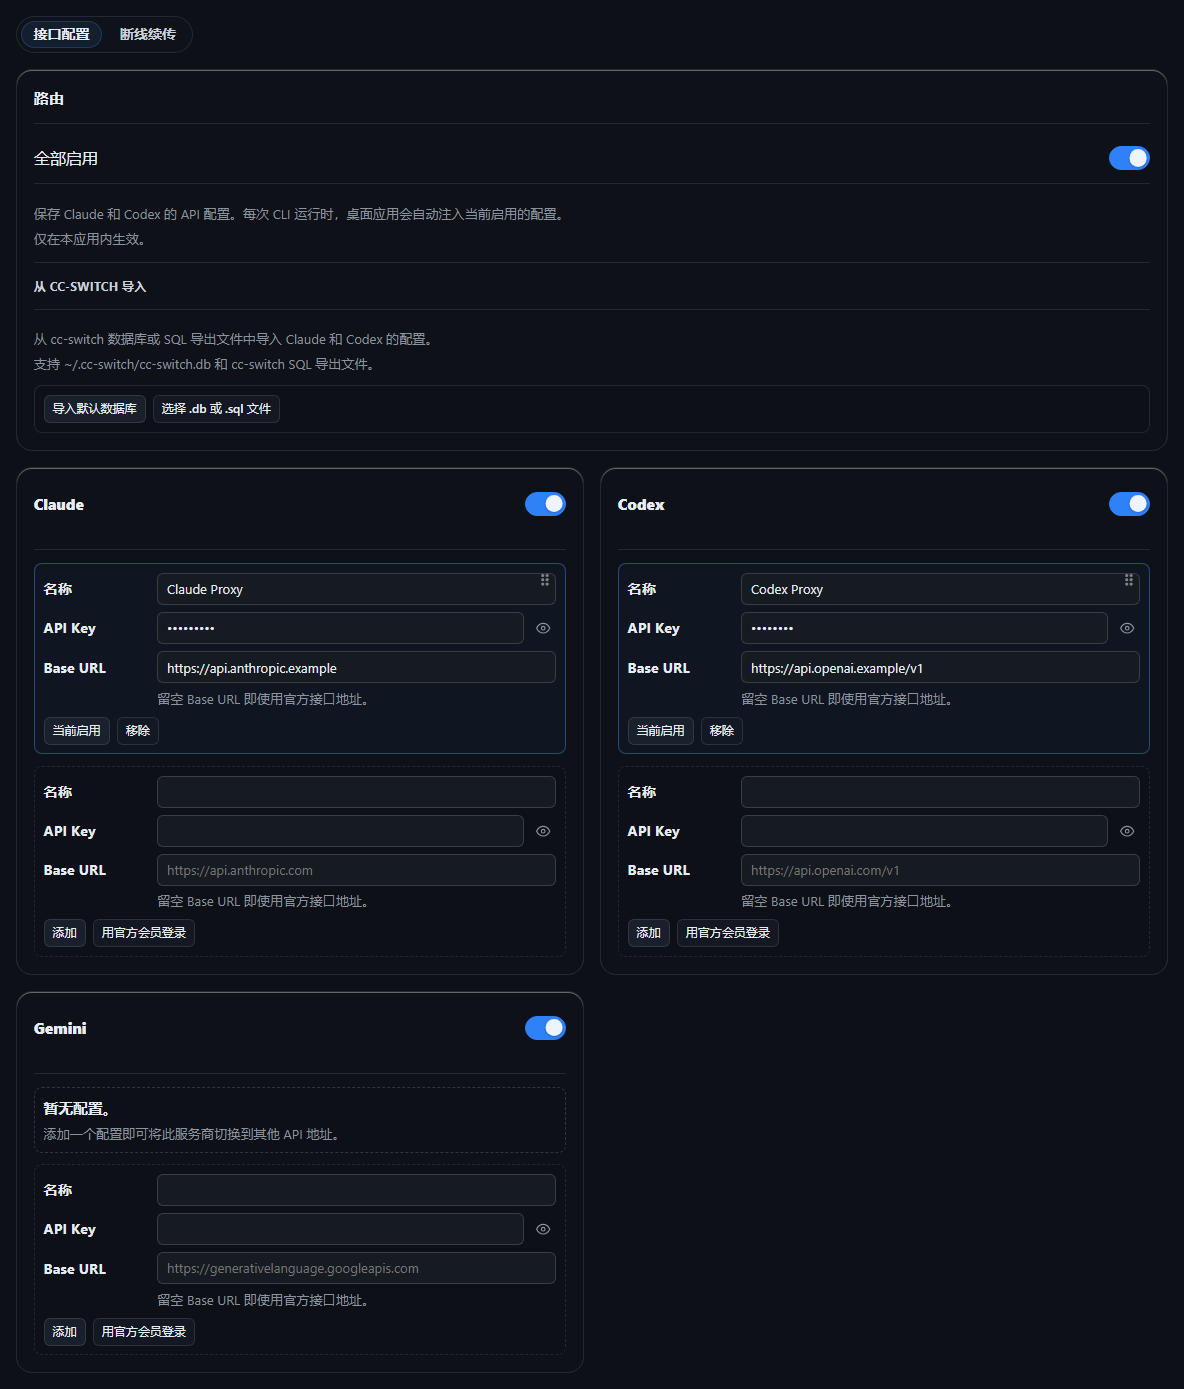 接口配置
断线续传
路由
全部启用
保存 Claude 和 Codex 的 API 配置。每次 CLI 运行时，桌面应用会自动注入当前启用的配置。
仅在本应用内生效。
从 CC-SWITCH 导入
从 cc-switch 数据库或 SQL 导出文件中导入 Claude 和 Codex 的配置。
支持 ~/.cc-switch/cc-switch.db 和 cc-switch SQL 导出文件。
导入默认数据库
选择 .db 或 .sql 文件
Claude
名称
Claude Proxy
API Key
•••••••••
Base URL
https://api.anthropic.example
留空 Base URL 即使用官方接口地址。
当前启用
移除
名称
API Key
Base URL
https://api.anthropic.com
留空 Base URL 即使用官方接口地址。
添加
用官方会员登录
Codex
名称
Codex Proxy
API Key
••••••••
Base URL
https://api.openai.example/v1
留空 Base URL 即使用官方接口地址。
当前启用
移除
名称
API Key
Base URL
https://api.openai.com/v1
留空 Base URL 即使用官方接口地址。
添加
用官方会员登录
Gemini
暂无配置。
添加一个配置即可将此服务商切换到其他 API 地址。
名称
API Key
Base URL
https://generativelanguage.googleapis.com
留空 Base URL 即使用官方接口地址。
添加
用官方会员登录